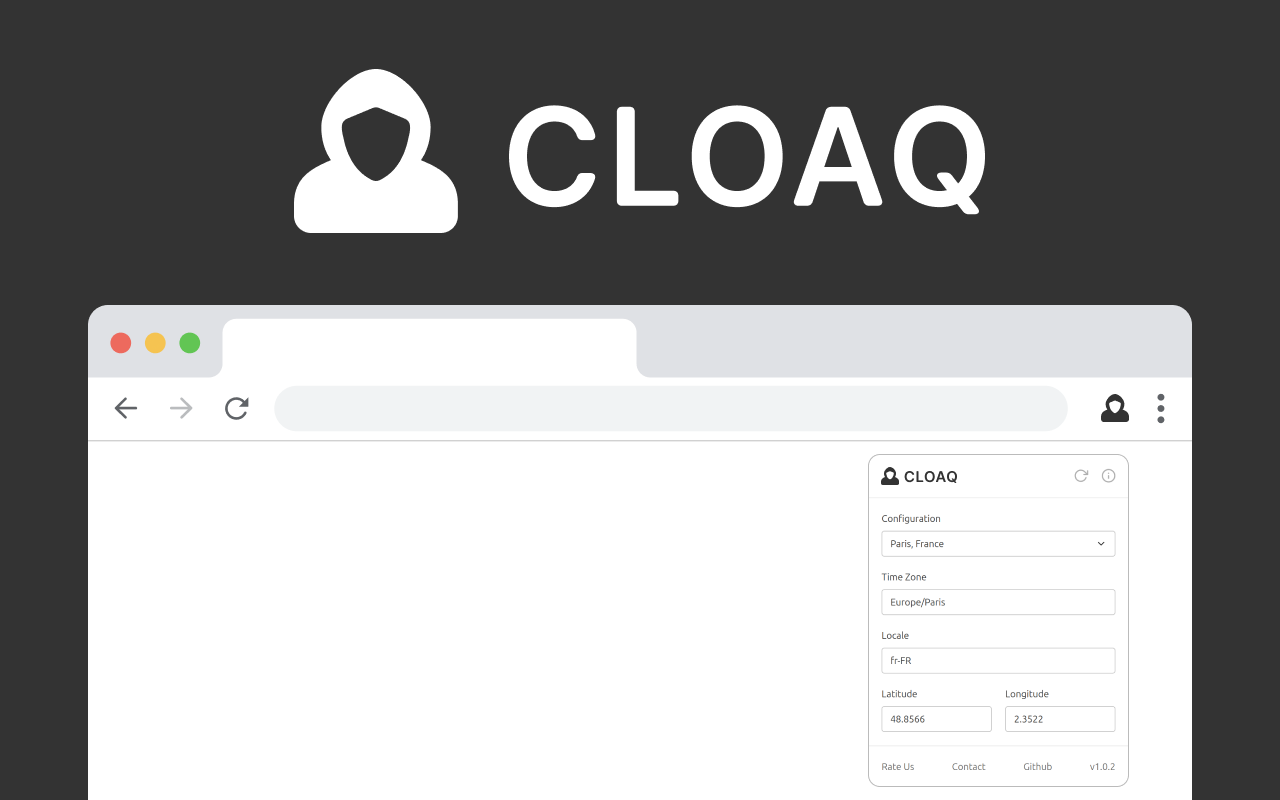 CLOAQ
CLOAQ
Configuration
Paris, France
Time Zone
Europe/Paris
Locale
fr-FR
Latitude Longitude
48.8566 2.3522
Rate Us Contact Github v1.0.2